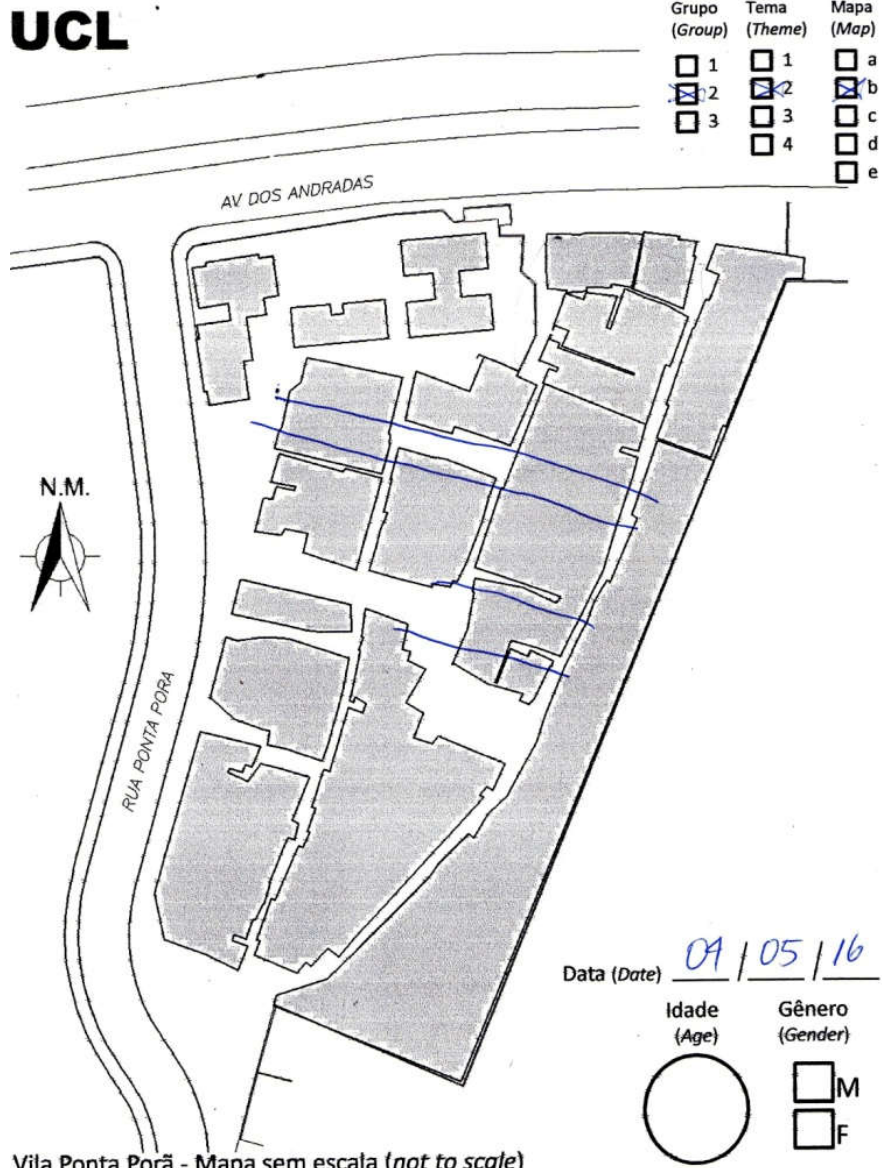 UCL
Grupo Tema Mapa
(Group) (Theme) (Map)
1 1 a
2 2 b
3 3 c
4 d
e
AV DOS ANDRADAS
N.M.
RUA PONTA PORA
Data (Date) / 05 / 16
Idade Gênero
(Age) (Gender)
M
F
Vila Ponta Porã - Mapa sem escala (not to scale)